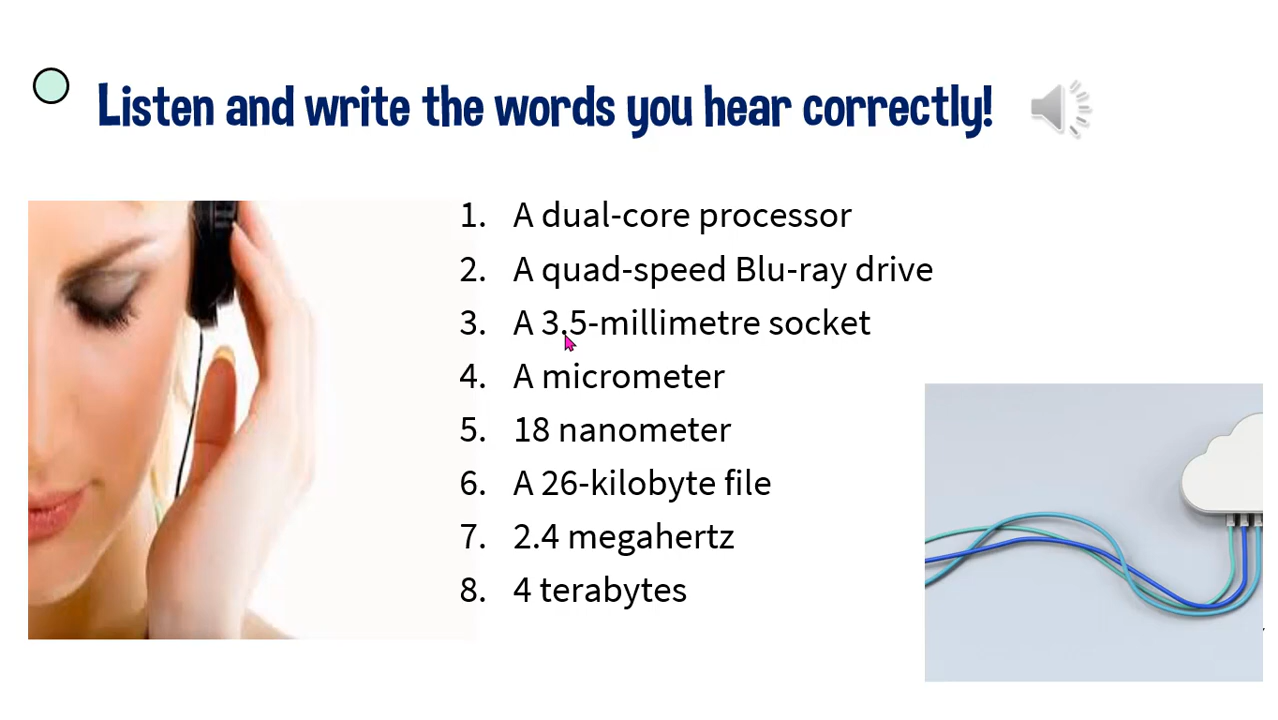 Listen and write the words you hear correctly!
1. A dual-core processor
2. A quad-speed Blu-ray drive
3. A 3.5-millimetre socket
4. A micrometer
5. 18 nanometer
6. A 26-kilobyte file
7. 2.4 megahertz
8. 4 terabytes